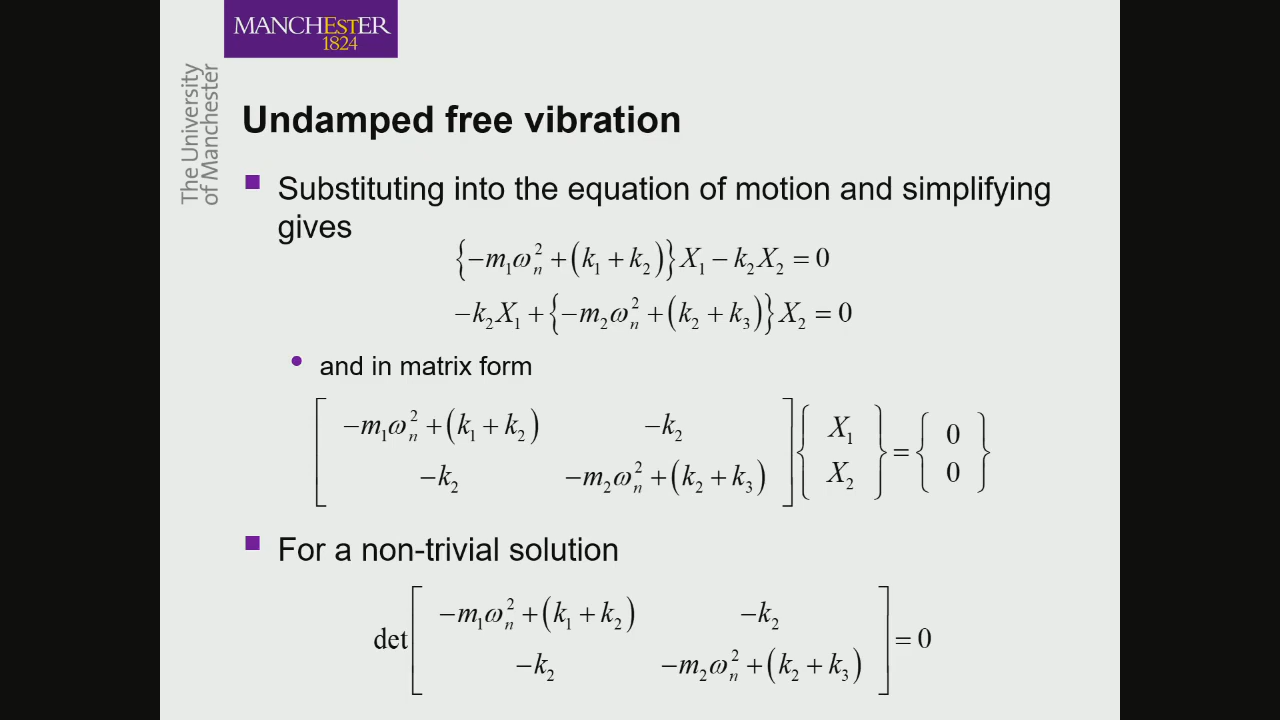 MANCHESTER
1824
The University
of Manchester
Undamped free vibration
Substituting into the equation of motion and simplifying
gives
{−m₁ωₙ² + (k₁ + k₂)} X₁ − k₂X₂ = 0
−k₂X₁ + {−m₂ωₙ² + (k₂ + k₃)} X₂ = 0
• and in matrix form
[ −m₁ωₙ² + (k₁ + k₂)  −k₂ ] { X₁ } = { 0 }
[ −k₂  −m₂ωₙ² + (k₂ + k₃) ] { X₂ } { 0 }
For a non-trivial solution
det [ −m₁ωₙ² + (k₁ + k₂)  −k₂ ] = 0
[ −k₂  −m₂ωₙ² + (k₂ + k₃) ]